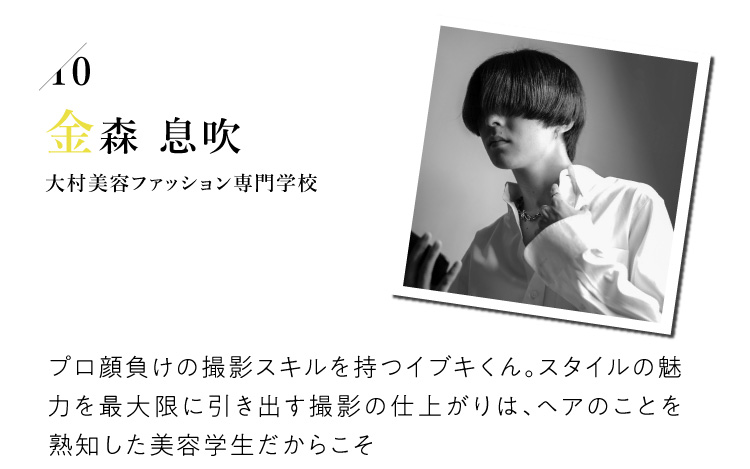 10
金森 息吹
大村美容ファッション専門学校
プロ顔負けの撮影スキルを持つイブキくん。スタイルの魅
力を最大限に引き出す撮影の仕上がりは、ヘアのことを
熟知した美容学生だからこそ